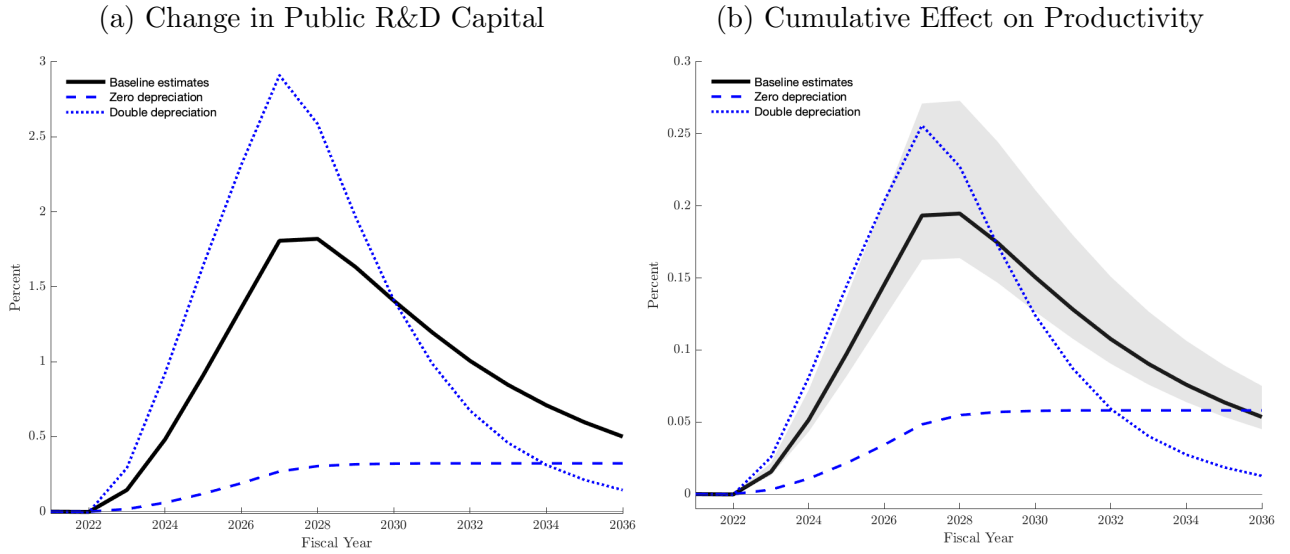 (a) Change in Public R&D Capital
3
2.5
2
1.5
1
0.5
0
Percent
Baseline estimates
Zero depreciation
Double depreciation
2022 2024 2026 2028 2030 2032 2034 2036
Fiscal Year
(b) Cumulative Effect on Productivity
0.3
0.25
0.2
0.15
0.1
0.05
0
Percent
Baseline estimates
Zero depreciation
Double depreciation
2022 2024 2026 2028 2030 2032 2034 2036
Fiscal Year